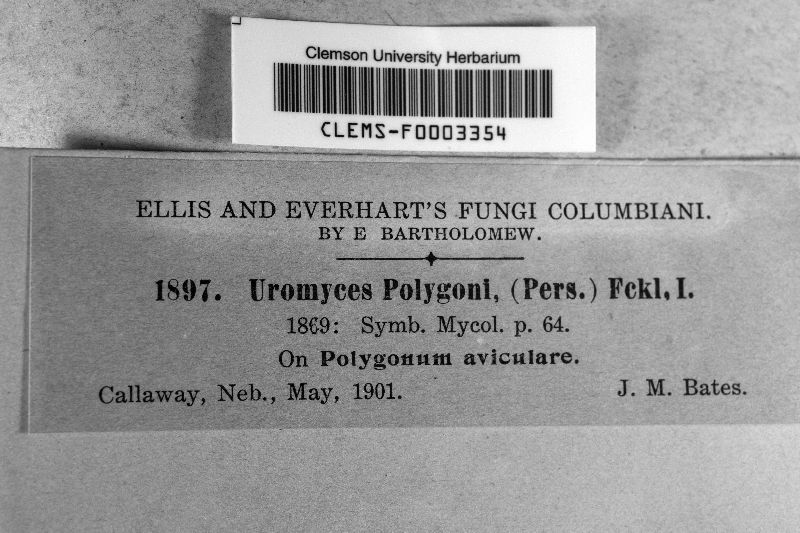 Clemson University Herbarium
CLEMS-F0003354
ELLIS AND EVERHART'S FUNGI COLUMBIANI.
BY E BARTHOLOMEW.
1897. Uromyces Polygoni, (Pers.) Fckl, I.
1869: Symb. Mycol. p. 64.
On Polygonum aviculare.
Callaway, Neb., May, 1901. J. M. Bates.